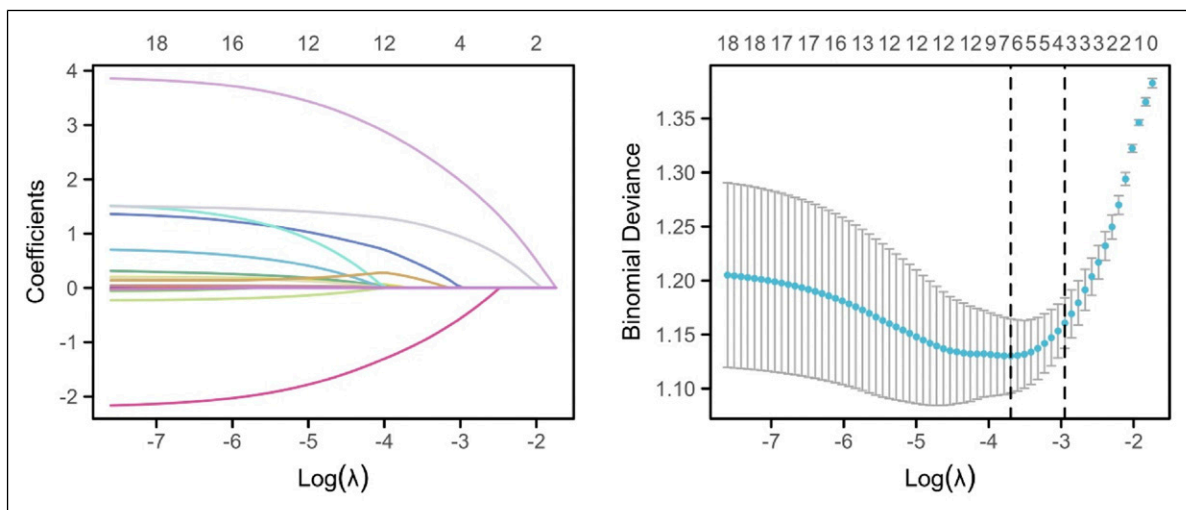 18 16 12 12 4 2
4
3
2
1
0
-1
-2
Coefficients
-7 -6 -5 -4 -3 -2
Log(λ)
18 18 17 17 16 13 12 12 12 12 9 7 6 5 5 4 3 3 3 2 2 1 0
1.35
1.30
1.25
1.20
1.15
1.10
Binomial Deviance
-7 -6 -5 -4 -3 -2
Log(λ)